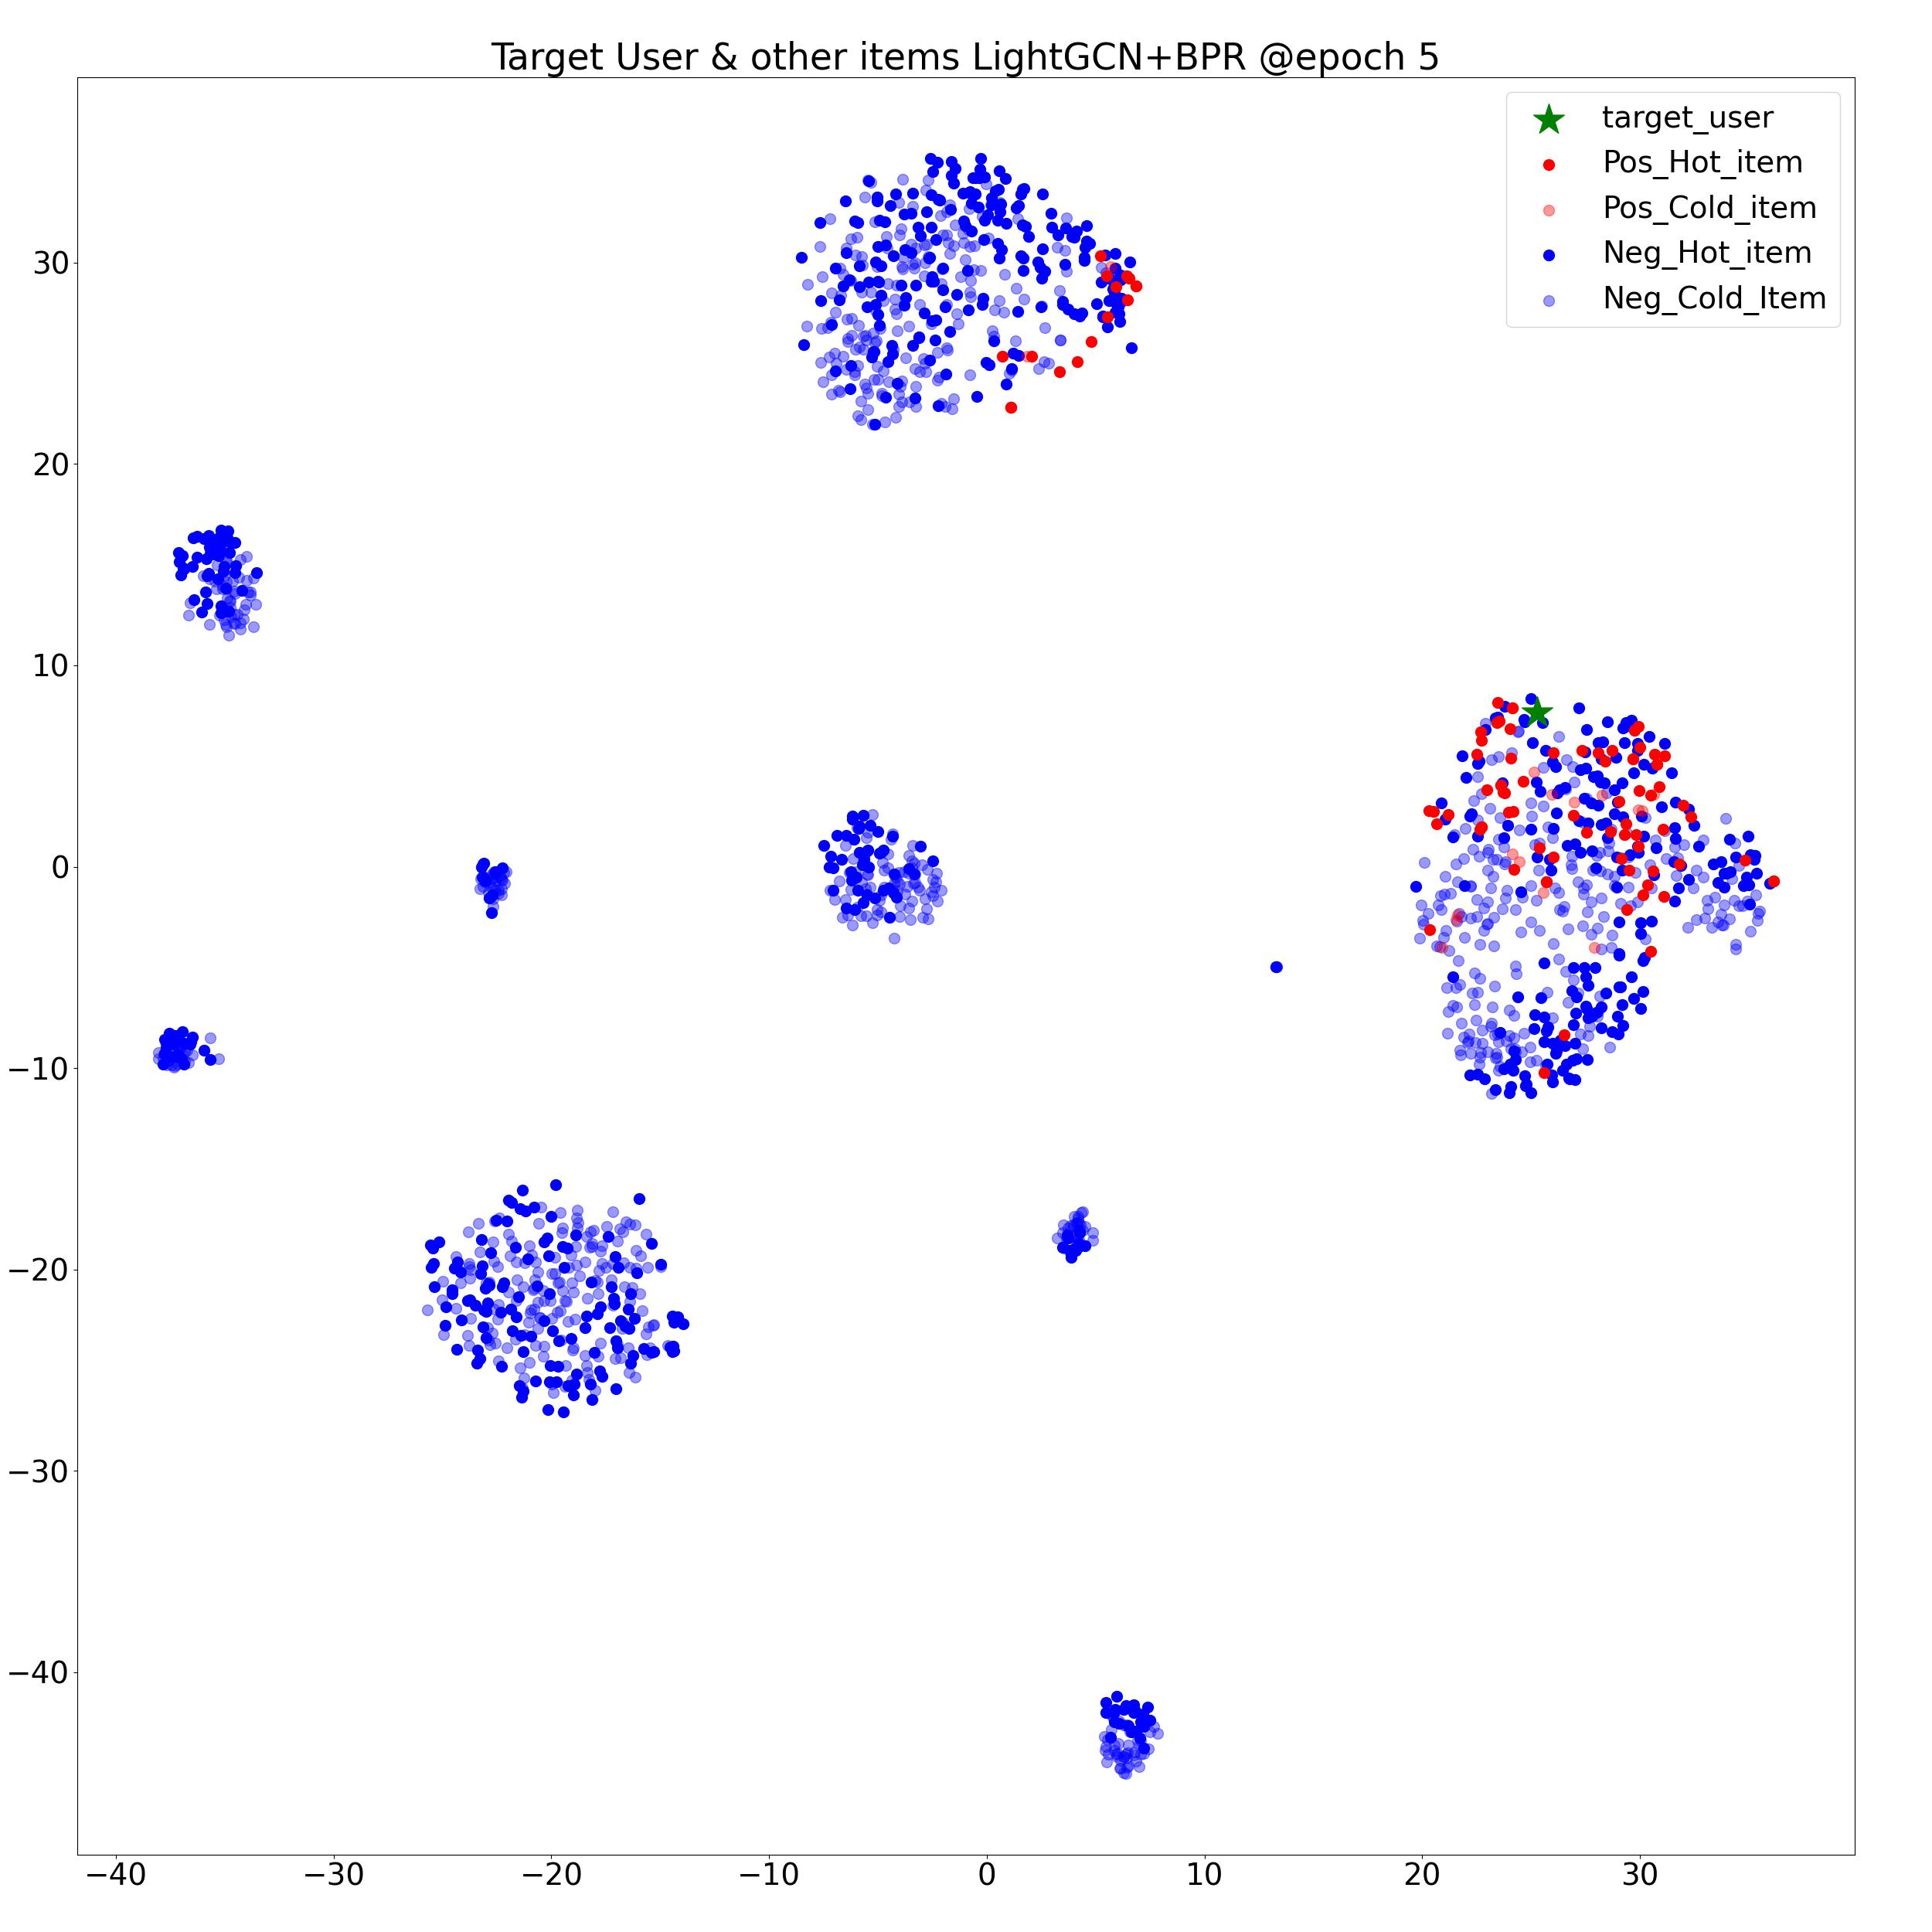 Target User & other items LightGCN+BPR @epoch 5
target_user
Pos_Hot_item
Pos_Cold_item
Neg_Hot_item
Neg_Cold_Item
30
20
10
0
−10
−20
−30
−40
−40 −30 −20 −10 0 10 20 30